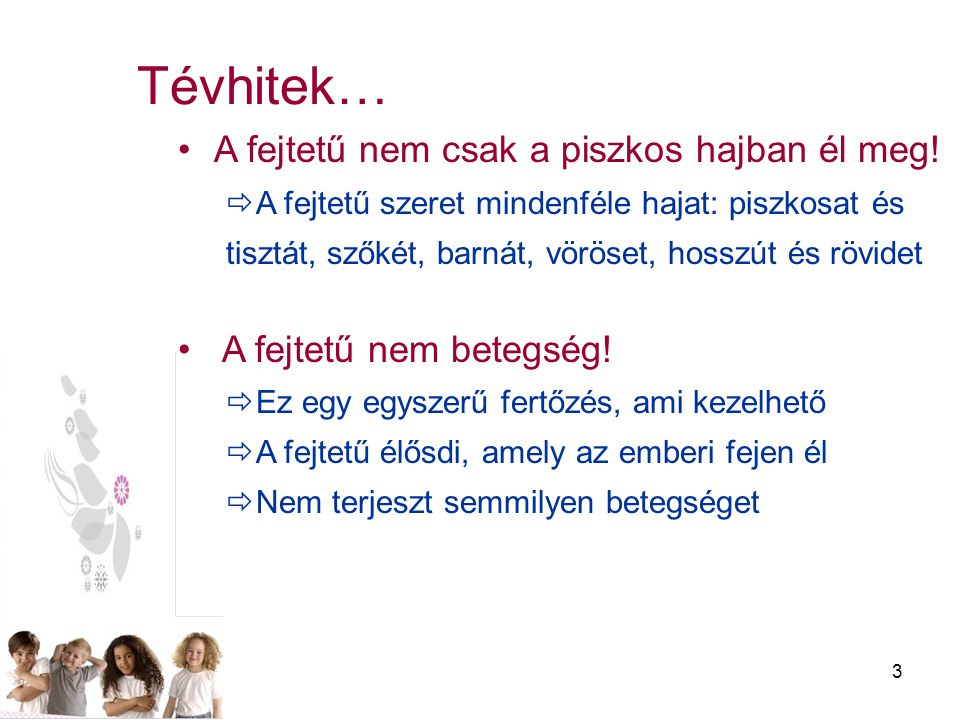 Tévhitek…
• A fejtetű nem csak a piszkos hajban él meg!
⇨A fejtetű szeret mindenféle hajat: piszkosat és
tisztát, szőkét, barnát, vöröset, hosszút és rövidet
• A fejtetű nem betegség!
⇨Ez egy egyszerű fertőzés, ami kezelhető
⇨A fejtetű élősdi, amely az emberi fejen él
⇨Nem terjeszt semmilyen betegséget
3